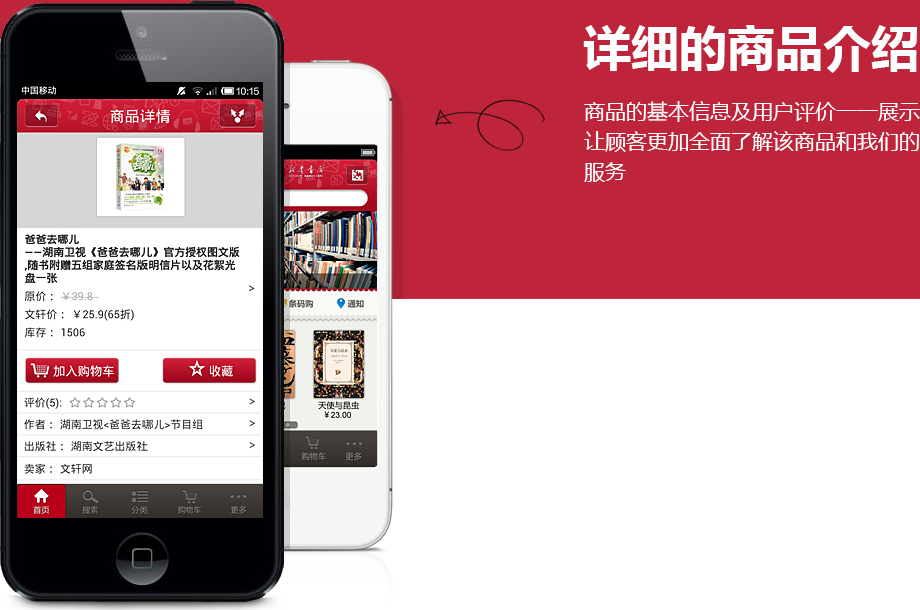 详细的商品介绍
商品的基本信息及用户评价一一展示
让顾客更加全面了解该商品和我们的
服务
中国移动
10:15
商品详情
爸爸去哪儿
——湖南卫视《爸爸去哪儿》官方授权图文版
,随书附赠五组家庭签名版明信片以及花絮光
盘一张
>
原价： ￥39.8
文轩价： ￥25.9(65折)
库存： 1506
加入购物车
收藏
评价(5): ☆☆☆☆☆ >
作者： 湖南卫视<爸爸去哪儿>节目组 >
出版社： 湖南文艺出版社 >
卖家： 文轩网
首页 搜索 分类 购物车 更多
条码购 通知
天使与昆虫
￥23.00
购物车 更多